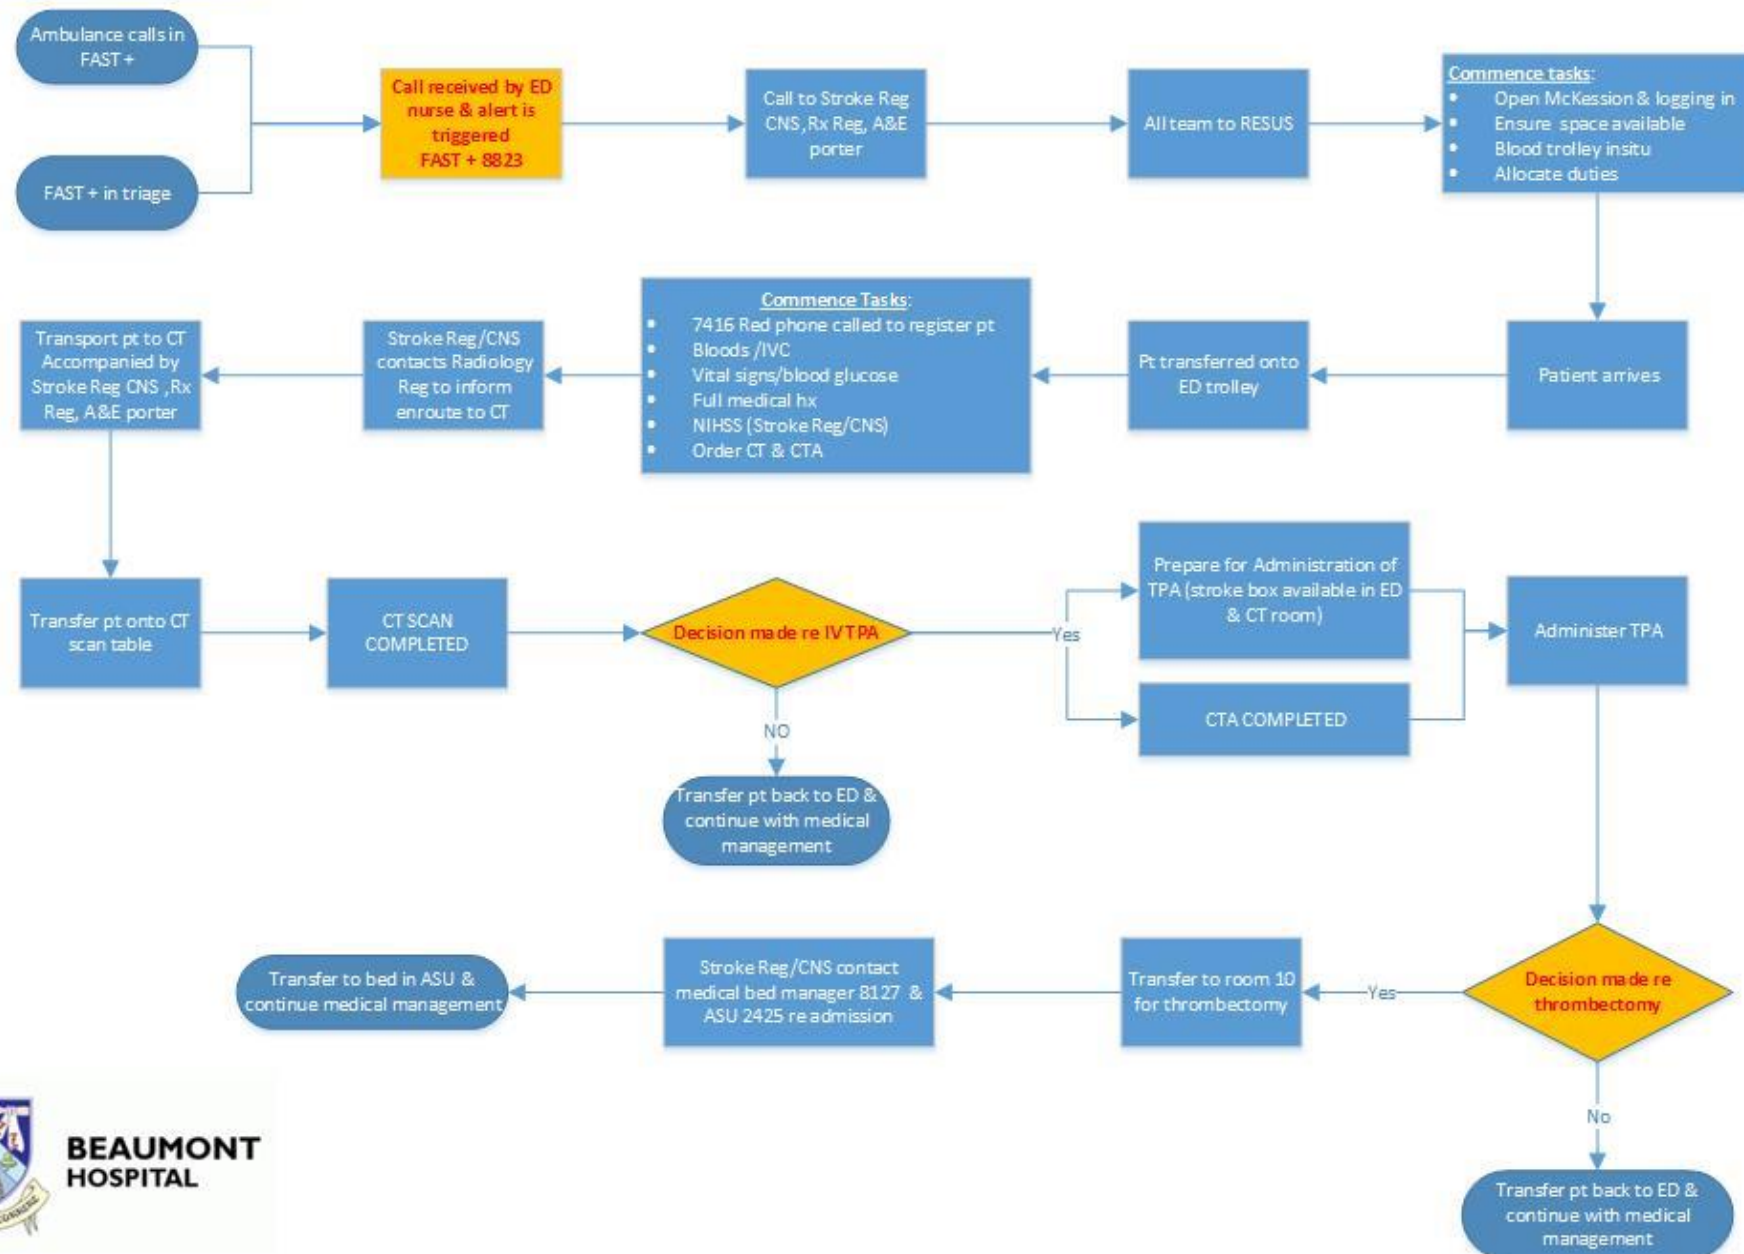 Ambulance calls in
FAST +
FAST + in triage
Call received by ED
nurse & alert is
triggered
FAST + 8823
Call to Stroke Reg
CNS,Rx Reg, A&E
porter
All team to RESUS
Commence tasks:
• Open McKession & logging in
• Ensure space available
• Blood trolley insitu
• Allocate duties
Patient arrives
Pt transferred onto
ED trolley
Commence Tasks:
• 7416 Red phone called to register pt
• Bloods /IVC
• Vital signs/blood glucose
• Full medical hx
• NIHSS (Stroke Reg/CNS)
• Order CT & CTA
Stroke Reg/CNS
contacts Radiology
Reg to inform
enroute to CT
Transport pt to CT
Accompanied by
Stroke Reg CNS ,Rx
Reg, A&E porter
Transfer pt onto CT
scan table
CT SCAN
COMPLETED
Decision made re IV TPA
Yes
NO
Transfer pt back to ED &
continue with medical
management
Prepare for Administration of
TPA (stroke box available in ED
& CT room)
CTA COMPLETED
Administer TPA
Decision made re
thrombectomy
Yes
Transfer to room 10
for thrombectomy
Stroke Reg/CNS contact
medical bed manager 8127 &
ASU 2425 re admission
Transfer to bed in ASU &
continue medical management
No
Transfer pt back to ED &
continue with medical
management
BEAUMONT
HOSPITAL